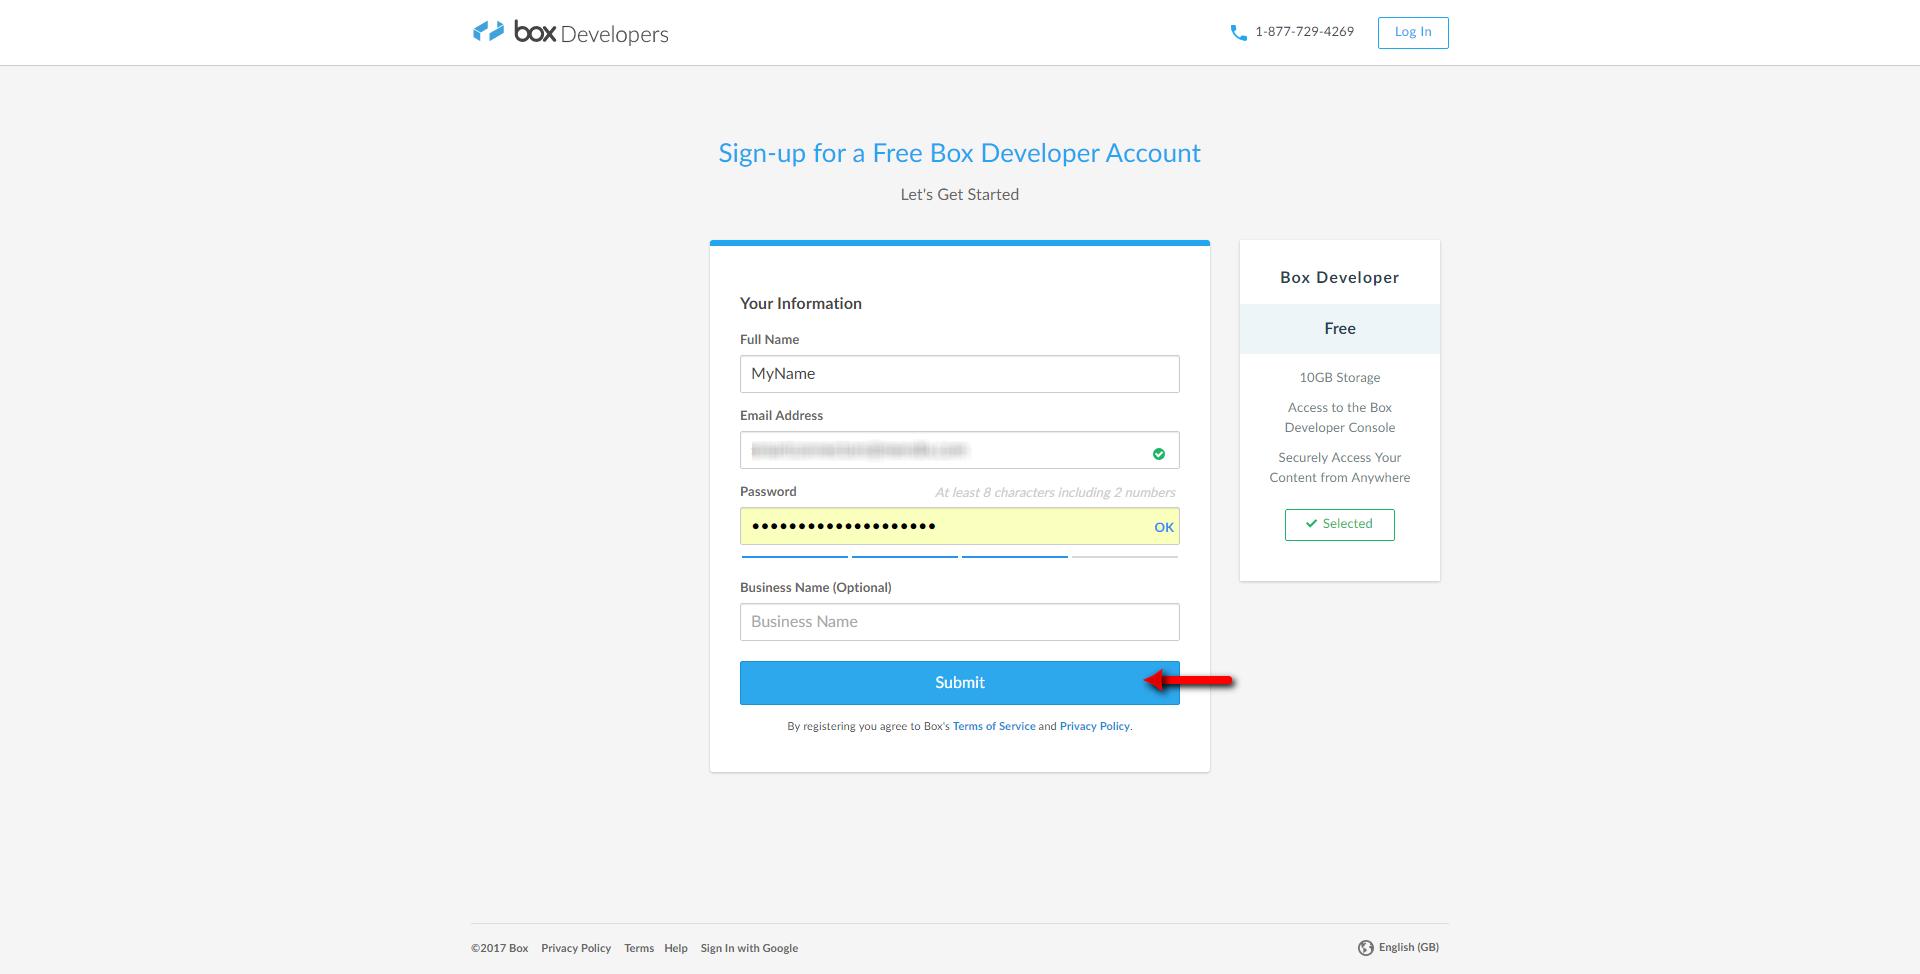 box Developers
1-877-729-4269
Log In
Sign-up for a Free Box Developer Account
Let's Get Started
Your Information
Full Name
MyName
Email Address
Password
At least 8 characters including 2 numbers
OK
Business Name (Optional)
Business Name
Submit
By registering you agree to Box's Terms of Service and Privacy Policy.
Box Developer
Free
10GB Storage
Access to the Box
Developer Console
Securely Access Your
Content from Anywhere
Selected
©2017 Box Privacy Policy Terms Help Sign In with Google
English (GB)